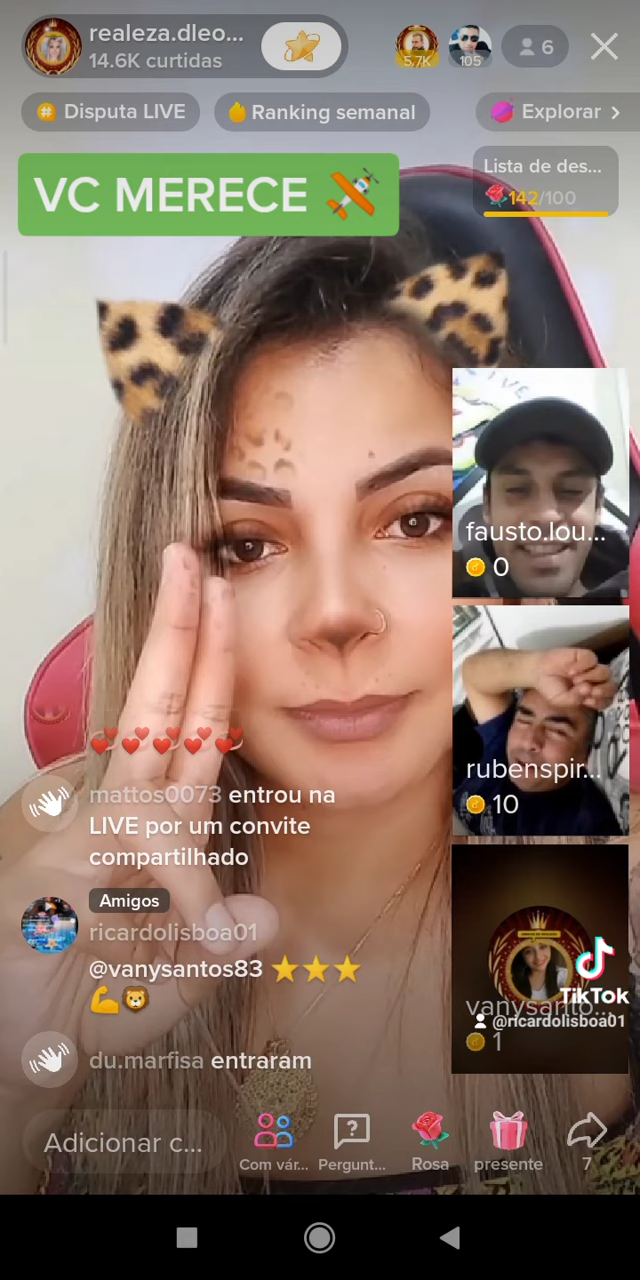 realeza.dleo...
14.6K curtidas
5.7K
105
6
Disputa LIVE
Ranking semanal
Explorar
VC MERECE
Lista de des...
142/100
LIVE
fausto.lou...
0
rubenspir...
10
mattos0073 entrou na
LIVE por um convite
compartilhado
Amigos
ricardolisboa01
@vanysantos83 ⭐⭐⭐
💪🦁
TikTok
vanysanto...
@ricardolisboa01
1
du.marfisa entraram
Adicionar c...
Com vár...
Pergunt...
Rosa
presente
7